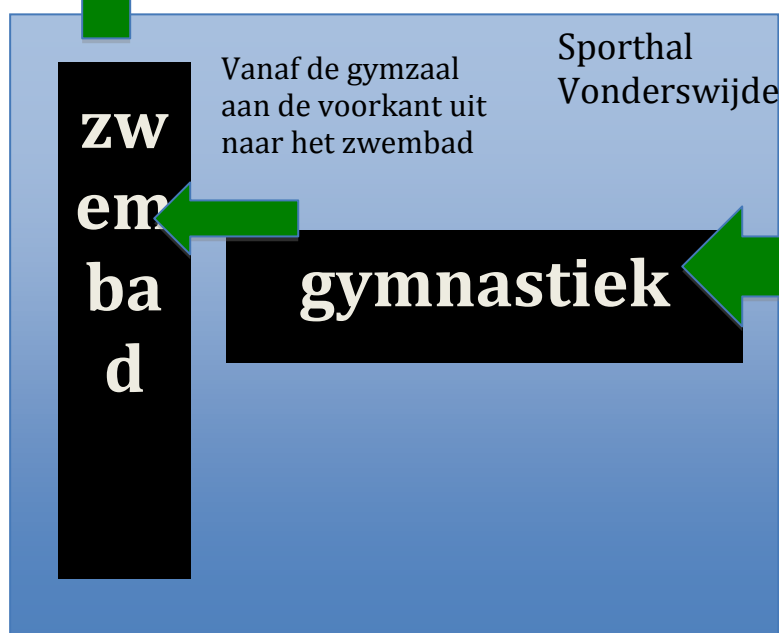 Sporthal
Vonderswijde
Vanaf de gymzaal
aan de voorkant uit
naar het zwembad
zw
em
ba
d
gymnastiek